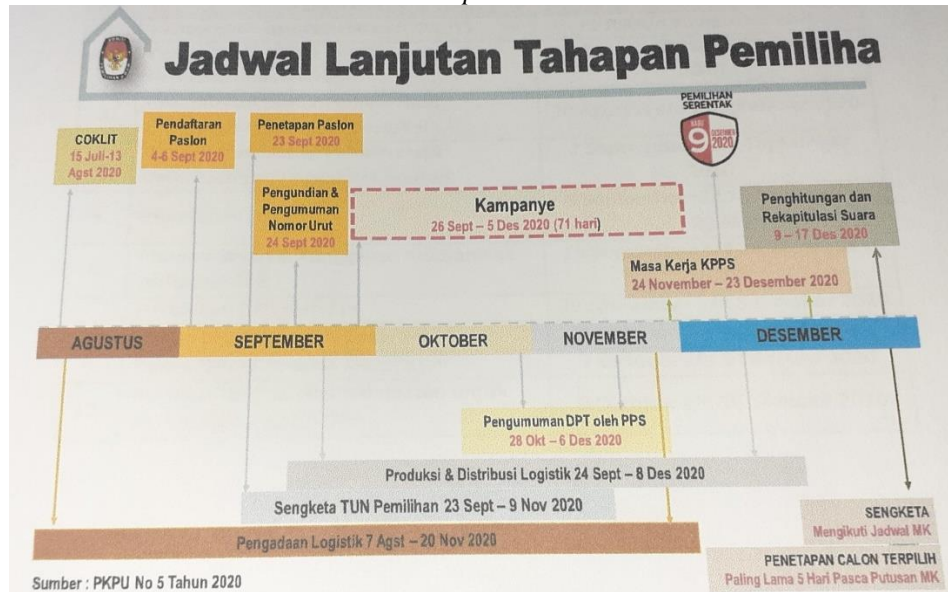 Jadwal Lanjutan Tahapan Pemiliha
PEMILIHAN
SERENTAK
9
DESEMBER
2020
COKLIT
15 Juli-13
Agst 2020
Pendaftaran
Paslon
4-6 Sept 2020
Penetapan Paslon
23 Sept 2020
Pengundian &
Pengumuman
Nomor Urut
24 Sept 2020
Kampanye
26 Sept – 5 Des 2020 (71 hari)
Penghitungan dan
Rekapitulasi Suara
9 – 17 Des 2020
Masa Kerja KPPS
24 November – 23 Desember 2020
AGUSTUS
SEPTEMBER
OKTOBER
NOVEMBER
DESEMBER
Pengumuman DPT oleh PPS
28 Okt – 6 Des 2020
Produksi & Distribusi Logistik 24 Sept – 8 Des 2020
Sengketa TUN Pemilihan 23 Sept – 9 Nov 2020
Pengadaan Logistik 7 Agst – 20 Nov 2020
SENGKETA
Mengikuti Jadwal MK
PENETAPAN CALON TERPILIH
Paling Lama 5 Hari Pasca Putusan MK
Sumber : PKPU No 5 Tahun 2020